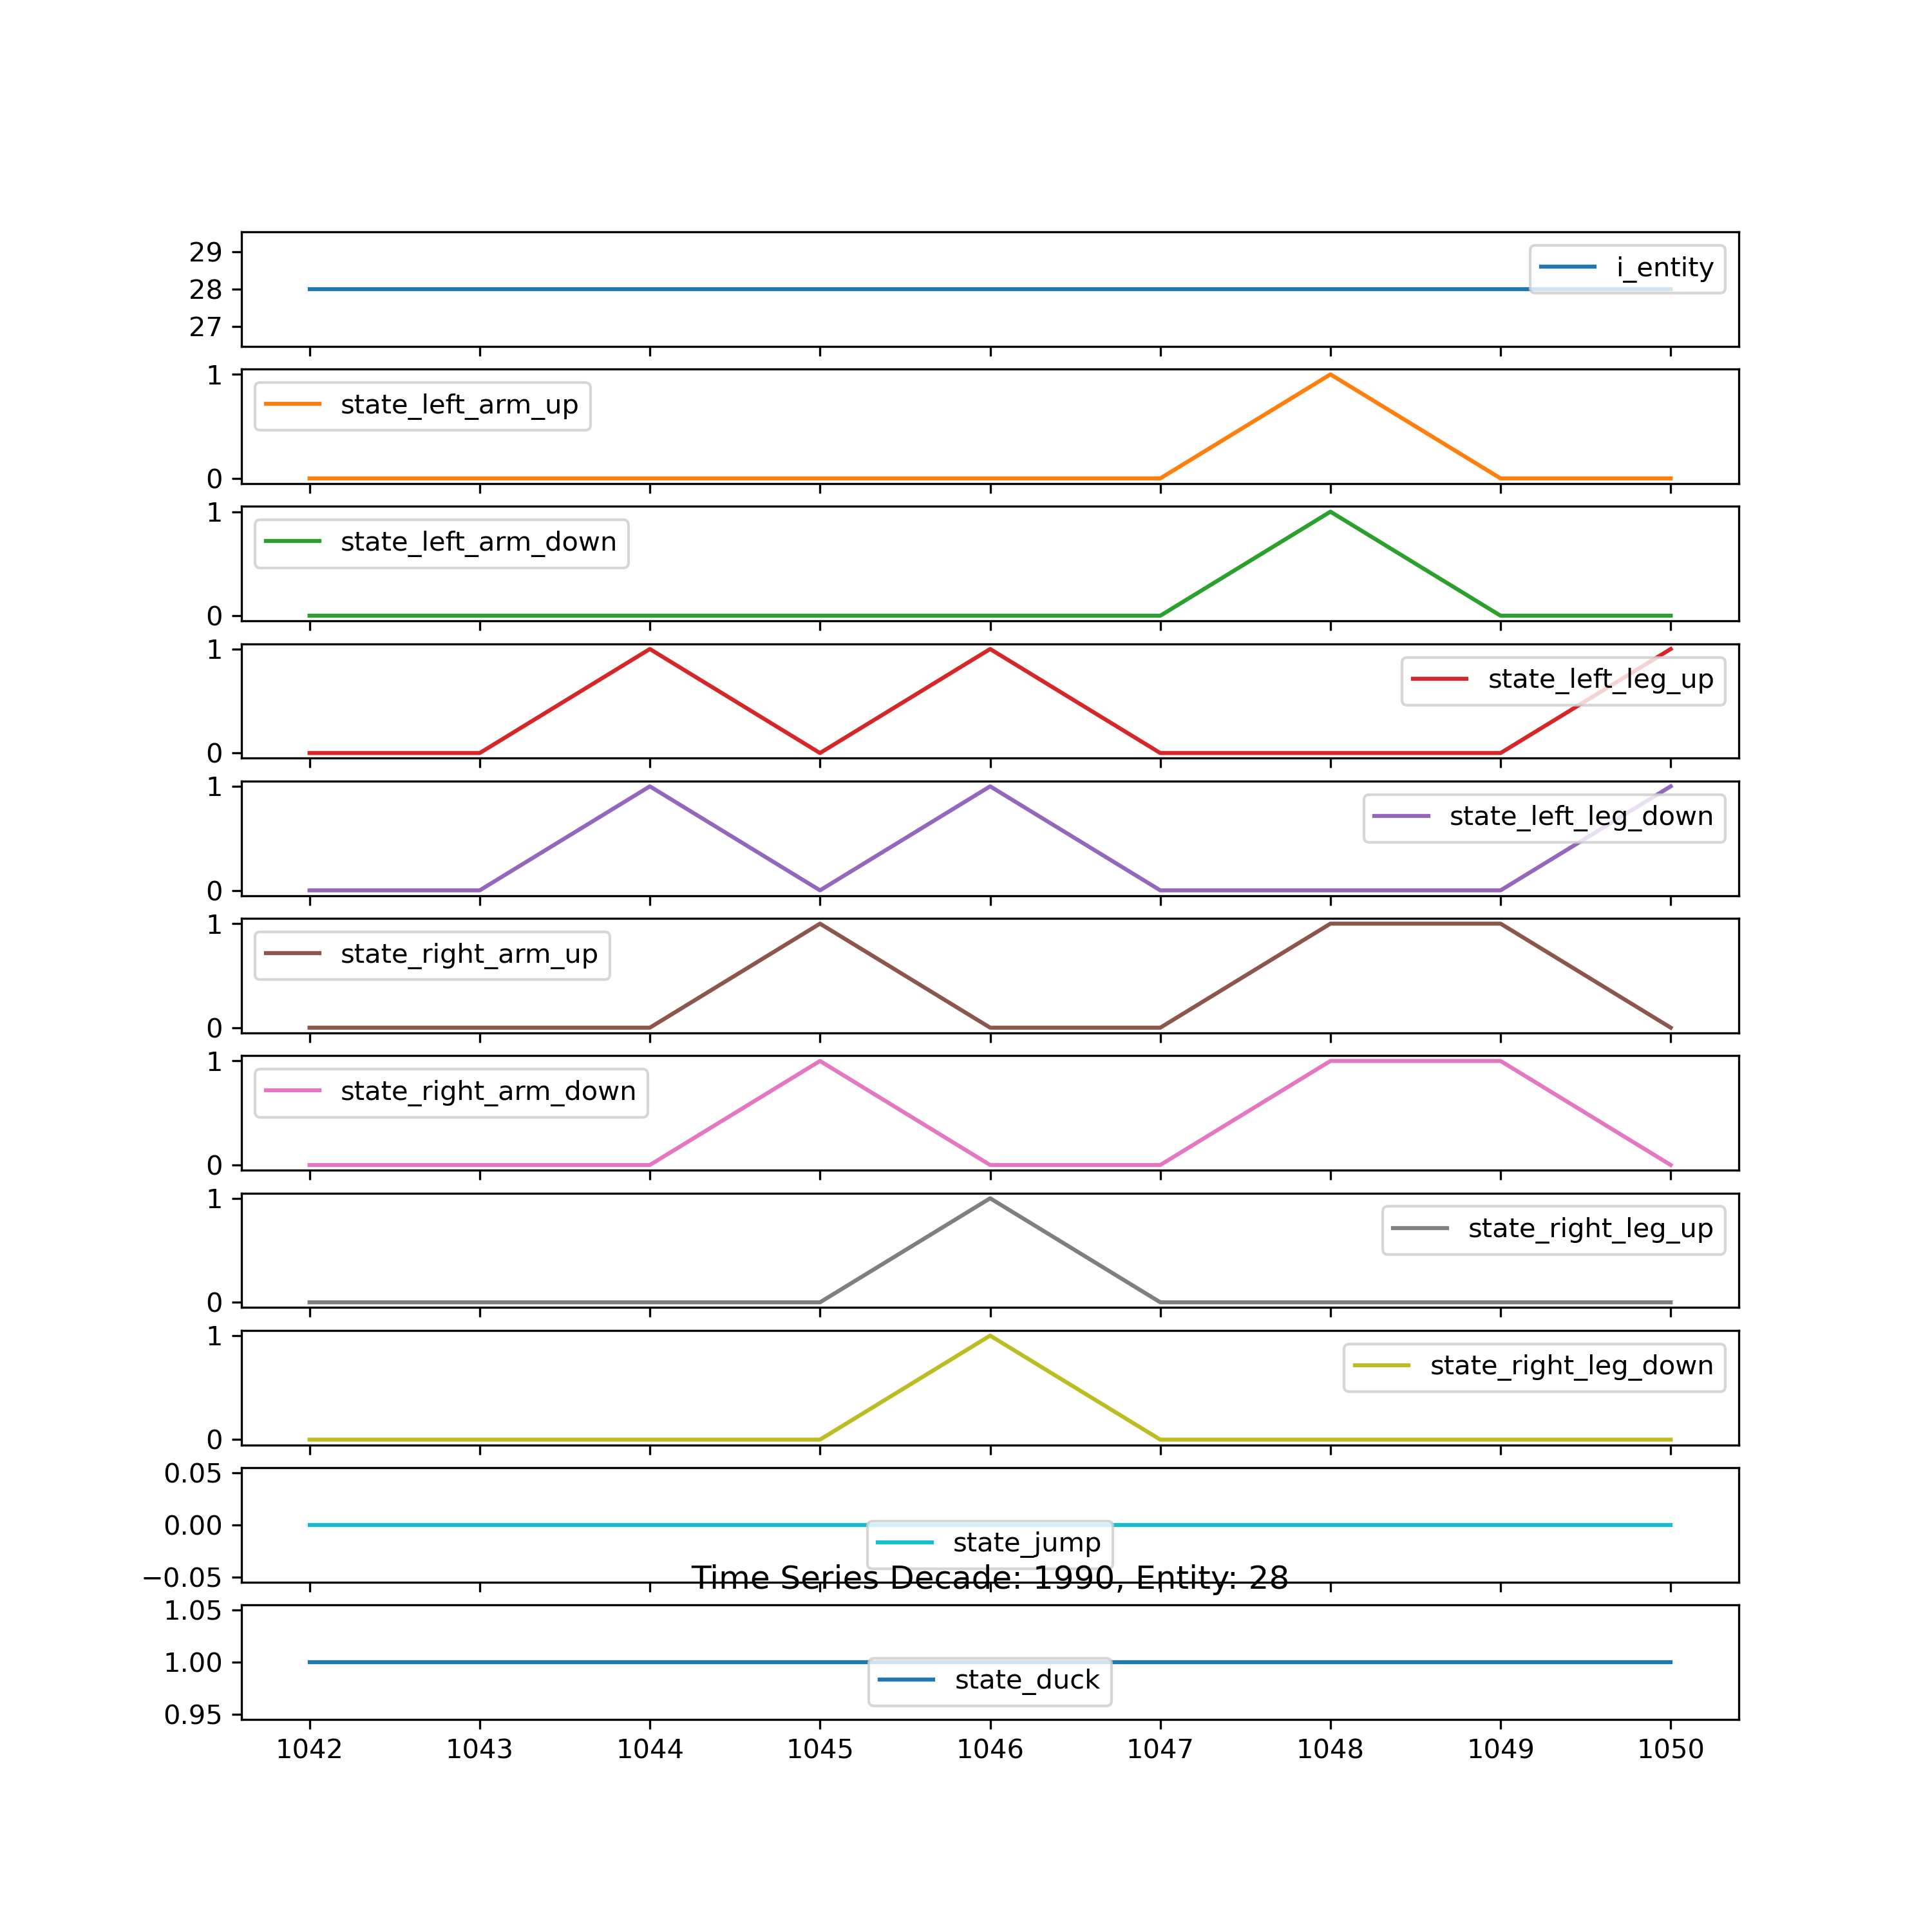 29
28
27
i_entity
1
0
state_left_arm_up
1
0
state_left_arm_down
1
0
state_left_leg_up
1
0
state_left_leg_down
1
0
state_right_arm_up
1
0
state_right_arm_down
1
0
state_right_leg_up
1
0
state_right_leg_down
0.05
0.00
−0.05
state_jump
Time Series Decade: 1990, Entity: 28
1.05
1.00
0.95
state_duck
1042 1043 1044 1045 1046 1047 1048 1049 1050